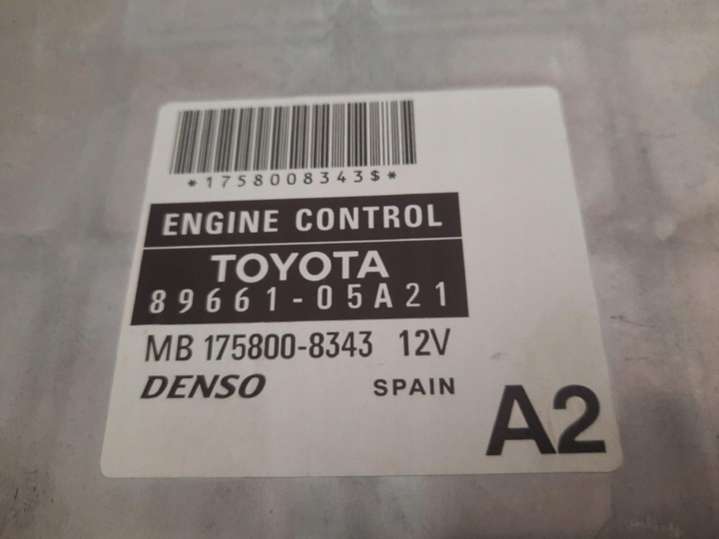 *1758008343$*
ENGINE CONTROL
TOYOTA
89661-05A21
MB 175800-8343 12V
DENSO SPAIN
A2